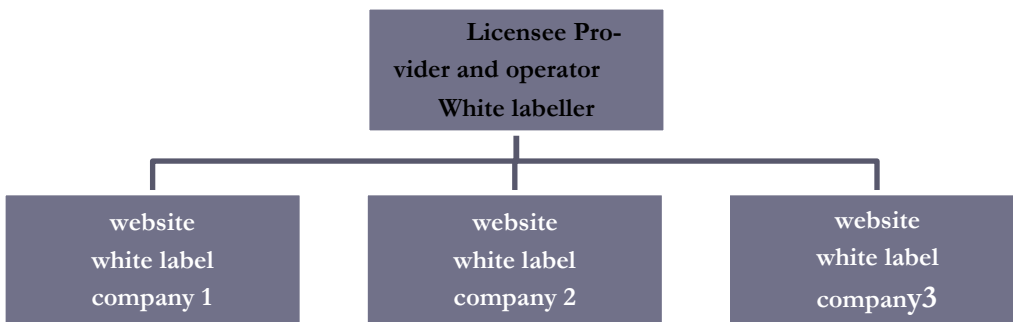 Licensee Pro-
vider and operator
White labeller
website
white label
company 1
website
white label
company 2
website
white label
company3